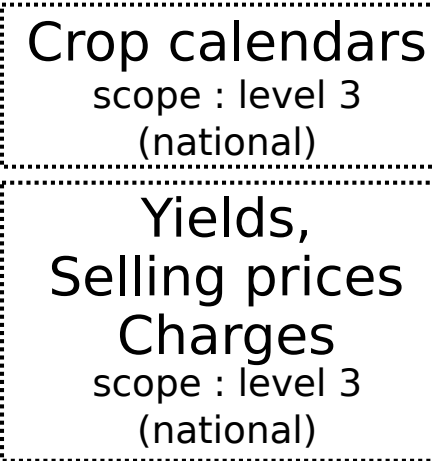 Crop calendars
scope : level 3
(national)
Yields,
Selling prices
Charges
scope : level 3
(national)